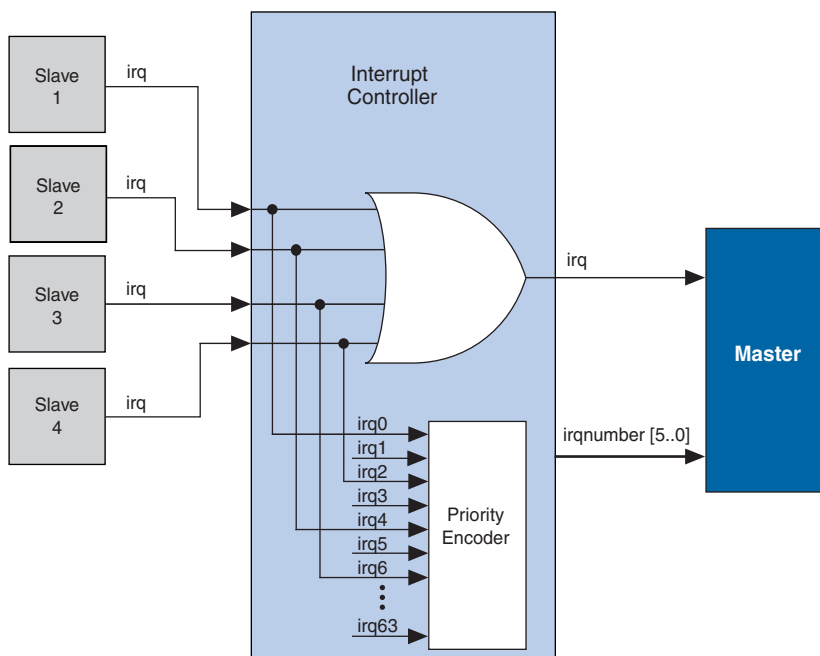 Slave
1
irq
Slave
2
irq
Slave
3
irq
Slave
4
irq
Interrupt
Controller
irq
Master
irqnumber [5..0]
irq0
irq1
irq2
irq3
irq4
irq5
irq6
irq63
Priority
Encoder